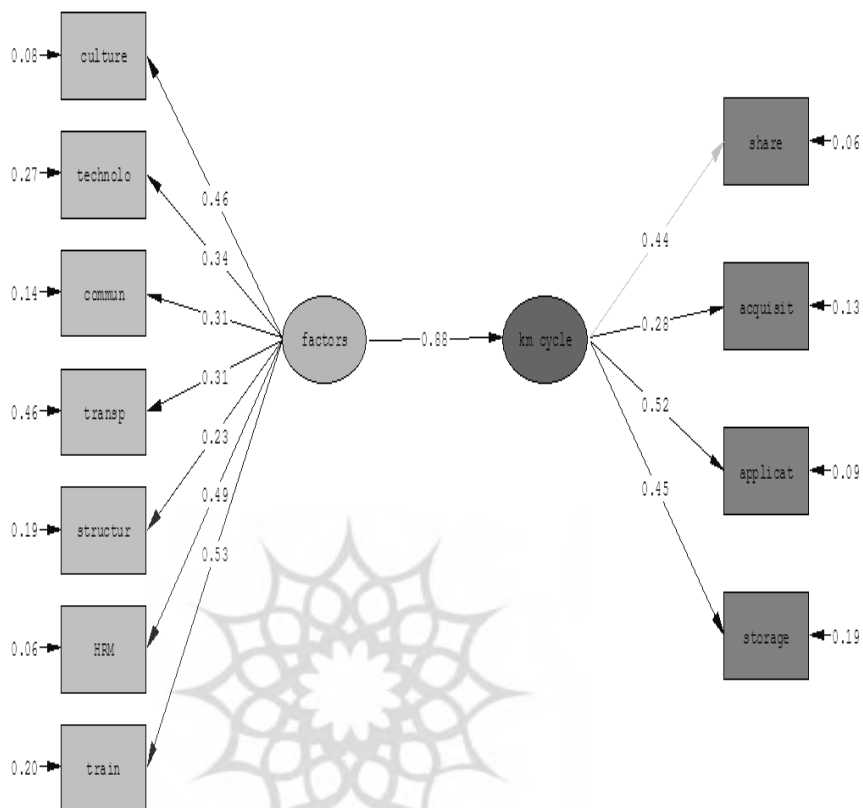 0.08
culture
0.27
technolo
0.14
commun
0.46
transp
0.19
structur
0.06
HRM
0.20
train
0.46
0.34
0.31
0.31
0.23
0.49
0.53
factors
0.88
km cycle
0.44
0.28
0.52
0.45
share
0.06
acquisit
0.13
applicat
0.09
storage
0.19